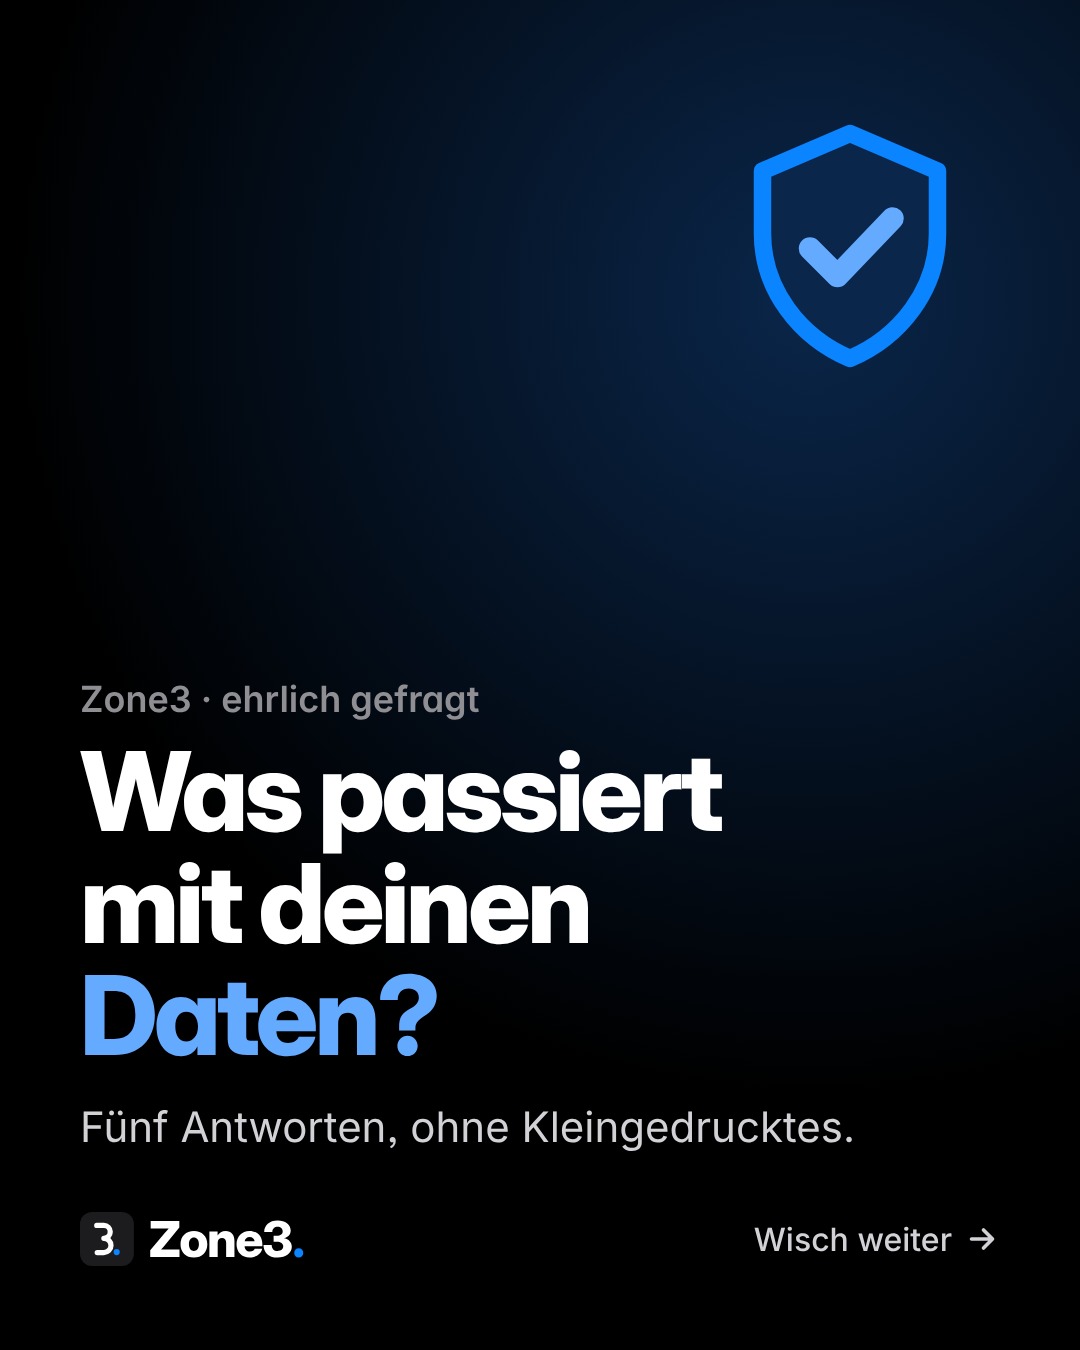 Zone3 · ehrlich gefragt
Was passiert
mit deinen
Daten?
Fünf Antworten, ohne Kleingedrucktes.
3. Zone3.
Wisch weiter →